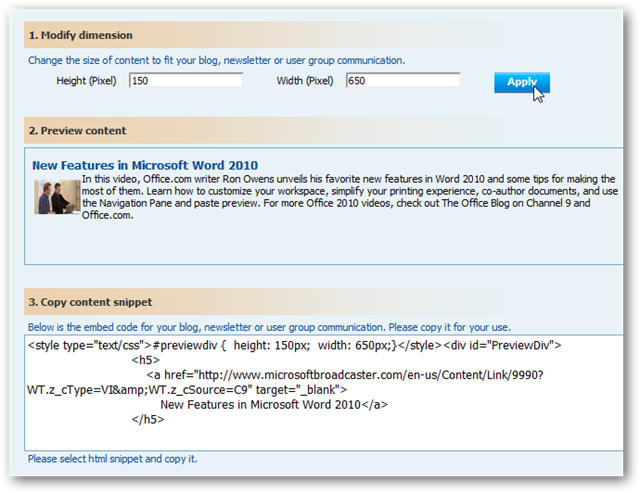 1. Modify dimension
Change the size of content to fit your blog, newsletter or user group communication.
Height (Pixel) 150 Width (Pixel) 650 Apply
2. Preview content
New Features in Microsoft Word 2010
In this video, Office.com writer Ron Owens unveils his favorite new features in Word 2010 and some tips for making the
most of them. Learn how to customize your workspace, simplify your printing experience, co-author documents, and use
the Navigation Pane and paste preview. For more Office 2010 videos, check out The Office Blog on Channel 9 and
Office.com.
3. Copy content snippet
Below is the embed code for your blog, newsletter or user group communication. Please copy it for your use.
<style type="text/css">#previewdiv {  height: 150px;  width: 650px;}</style><div id="PreviewDiv">
<h5>
<a href="http://www.microsoftbroadcaster.com/en-us/Content/Link/9990?
WT.z_cType=VI&amp;WT.z_cSource=C9" target="_blank">
New Features in Microsoft Word 2010</a>
</h5>
Please select html snippet and copy it.